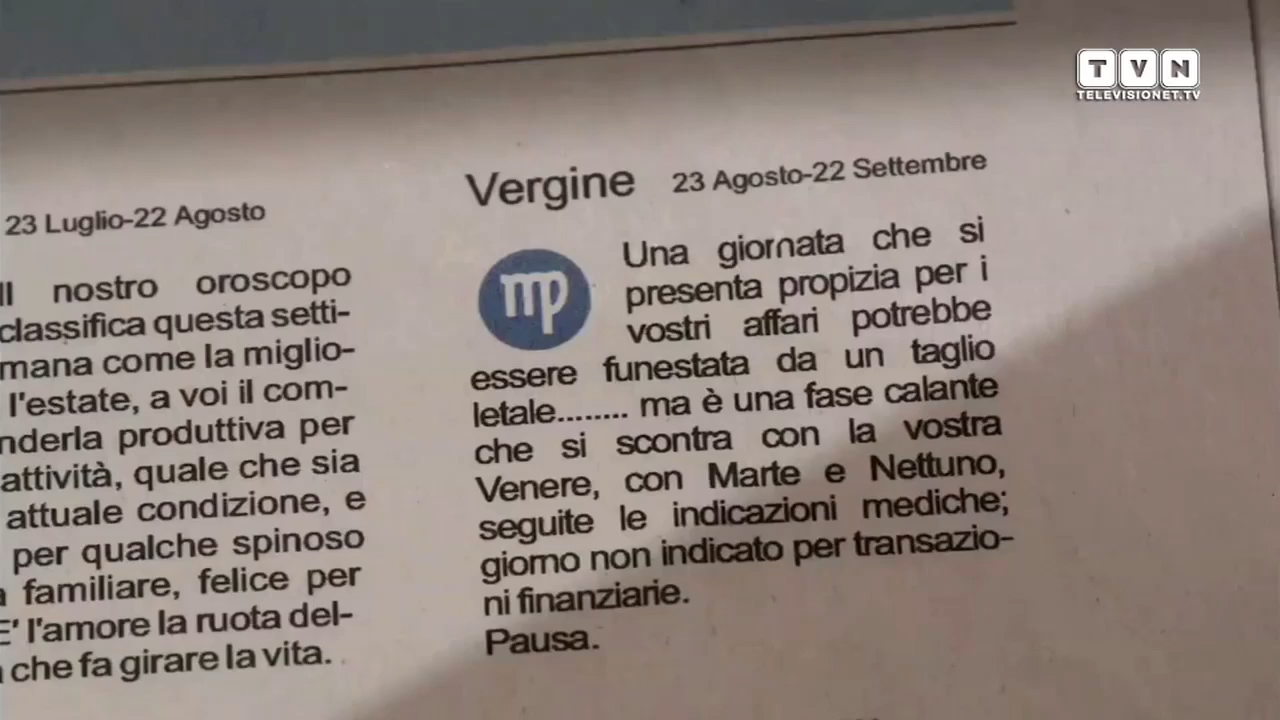 TVN
TELEVISIONET.TV
23 Luglio-22 Agosto
Il nostro oroscopo
classifica questa setti-
mana come la miglio-
l'estate, a voi il com-
nderla produttiva per
attività, quale che sia
attuale condizione, e
per qualche spinoso
familiare, felice per
E' l'amore la ruota del-
che fa girare la vita.
Vergine 23 Agosto-22 Settembre
Una giornata che si
presenta propizia per i
vostri affari potrebbe
essere funestata da un taglio
letale........ ma è una fase calante
che si scontra con la vostra
Venere, con Marte e Nettuno,
seguite le indicazioni mediche;
giorno non indicato per transazio-
ni finanziarie.
Pausa.